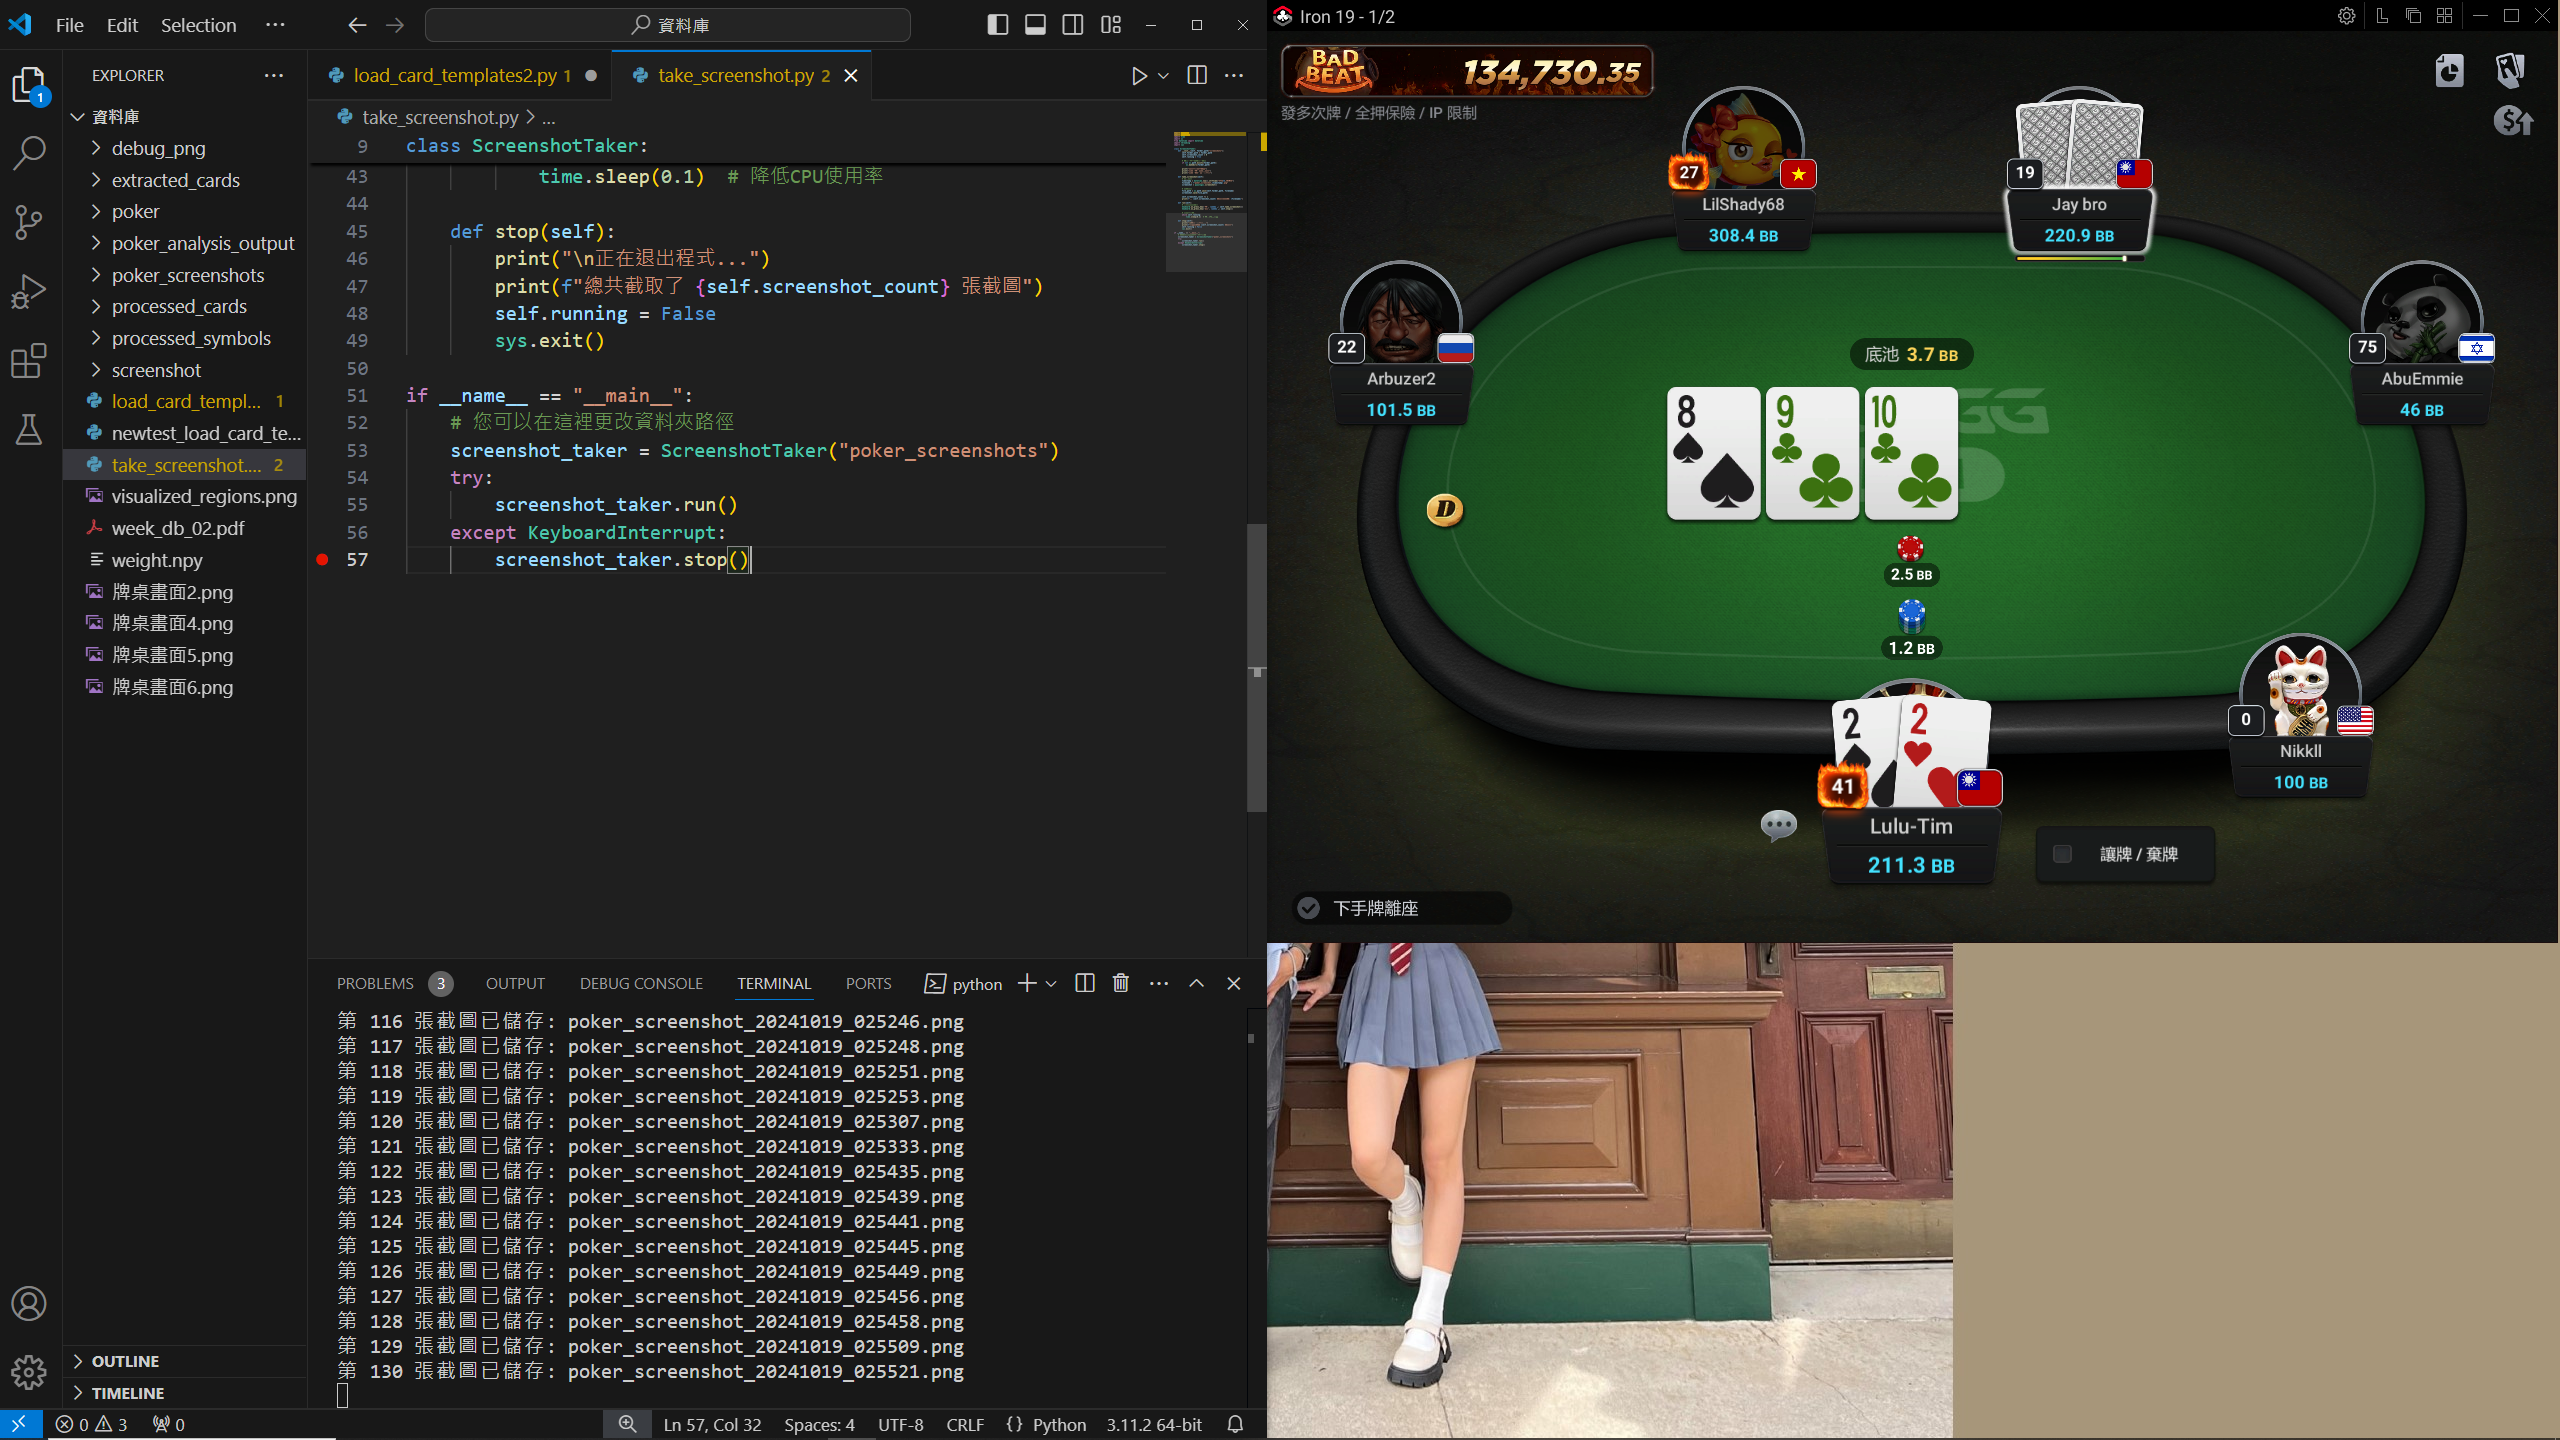 File Edit Selection ···
資料庫
EXPLORER ···
資料庫
debug_png
extracted_cards
poker
poker_analysis_output
poker_screenshots
processed_cards
processed_symbols
screenshot
load_card_templ... 1
newtest_load_card_te...
take_screenshot.... 2
visualized_regions.png
week_db_02.pdf
weight.npy
牌桌畫面2.png
牌桌畫面4.png
牌桌畫面5.png
牌桌畫面6.png
OUTLINE
TIMELINE
1
load_card_templates2.py 1 ●
take_screenshot.py 2
take_screenshot.py > ...
9 class ScreenshotTaker:
43 time.sleep(0.1) # 降低CPU使用率
44
45 def stop(self):
46 print("\n正在退出程式...")
47 print(f"總共截取了 {self.screenshot_count} 張截圖")
48 self.running = False
49 sys.exit()
50
51 if __name__ == "__main__":
52 # 您可以在這裡更改資料夾路徑
53 screenshot_taker = ScreenshotTaker("poker_screenshots")
54 try:
55 screenshot_taker.run()
56 except KeyboardInterrupt:
57 screenshot_taker.stop()
PROBLEMS 3 OUTPUT DEBUG CONSOLE TERMINAL PORTS python
第 116 張截圖已儲存: poker_screenshot_20241019_025246.png
第 117 張截圖已儲存: poker_screenshot_20241019_025248.png
第 118 張截圖已儲存: poker_screenshot_20241019_025251.png
第 119 張截圖已儲存: poker_screenshot_20241019_025253.png
第 120 張截圖已儲存: poker_screenshot_20241019_025307.png
第 121 張截圖已儲存: poker_screenshot_20241019_025333.png
第 122 張截圖已儲存: poker_screenshot_20241019_025435.png
第 123 張截圖已儲存: poker_screenshot_20241019_025439.png
第 124 張截圖已儲存: poker_screenshot_20241019_025441.png
第 125 張截圖已儲存: poker_screenshot_20241019_025445.png
第 126 張截圖已儲存: poker_screenshot_20241019_025449.png
第 127 張截圖已儲存: poker_screenshot_20241019_025456.png
第 128 張截圖已儲存: poker_screenshot_20241019_025458.png
第 129 張截圖已儲存: poker_screenshot_20241019_025509.png
第 130 張截圖已儲存: poker_screenshot_20241019_025521.png
0 3 0
Ln 57, Col 32 Spaces: 4 UTF-8 CRLF {} Python 3.11.2 64-bit
Iron 19 - 1/2
BAD BEAT 134,730.35
發多次牌 / 全押保險 / IP 限制
27
LilShady68
308.4 BB
19
Jay bro
220.9 BB
22
Arbuzer2
101.5 BB
75
AbuEmmie
46 BB
底池 3.7 BB
8 9 10
GG
D
2.5 BB
1.2 BB
0
Nikkll
100 BB
2 2
41
Lulu-Tim
211.3 BB
讓牌 / 棄牌
下手牌離座